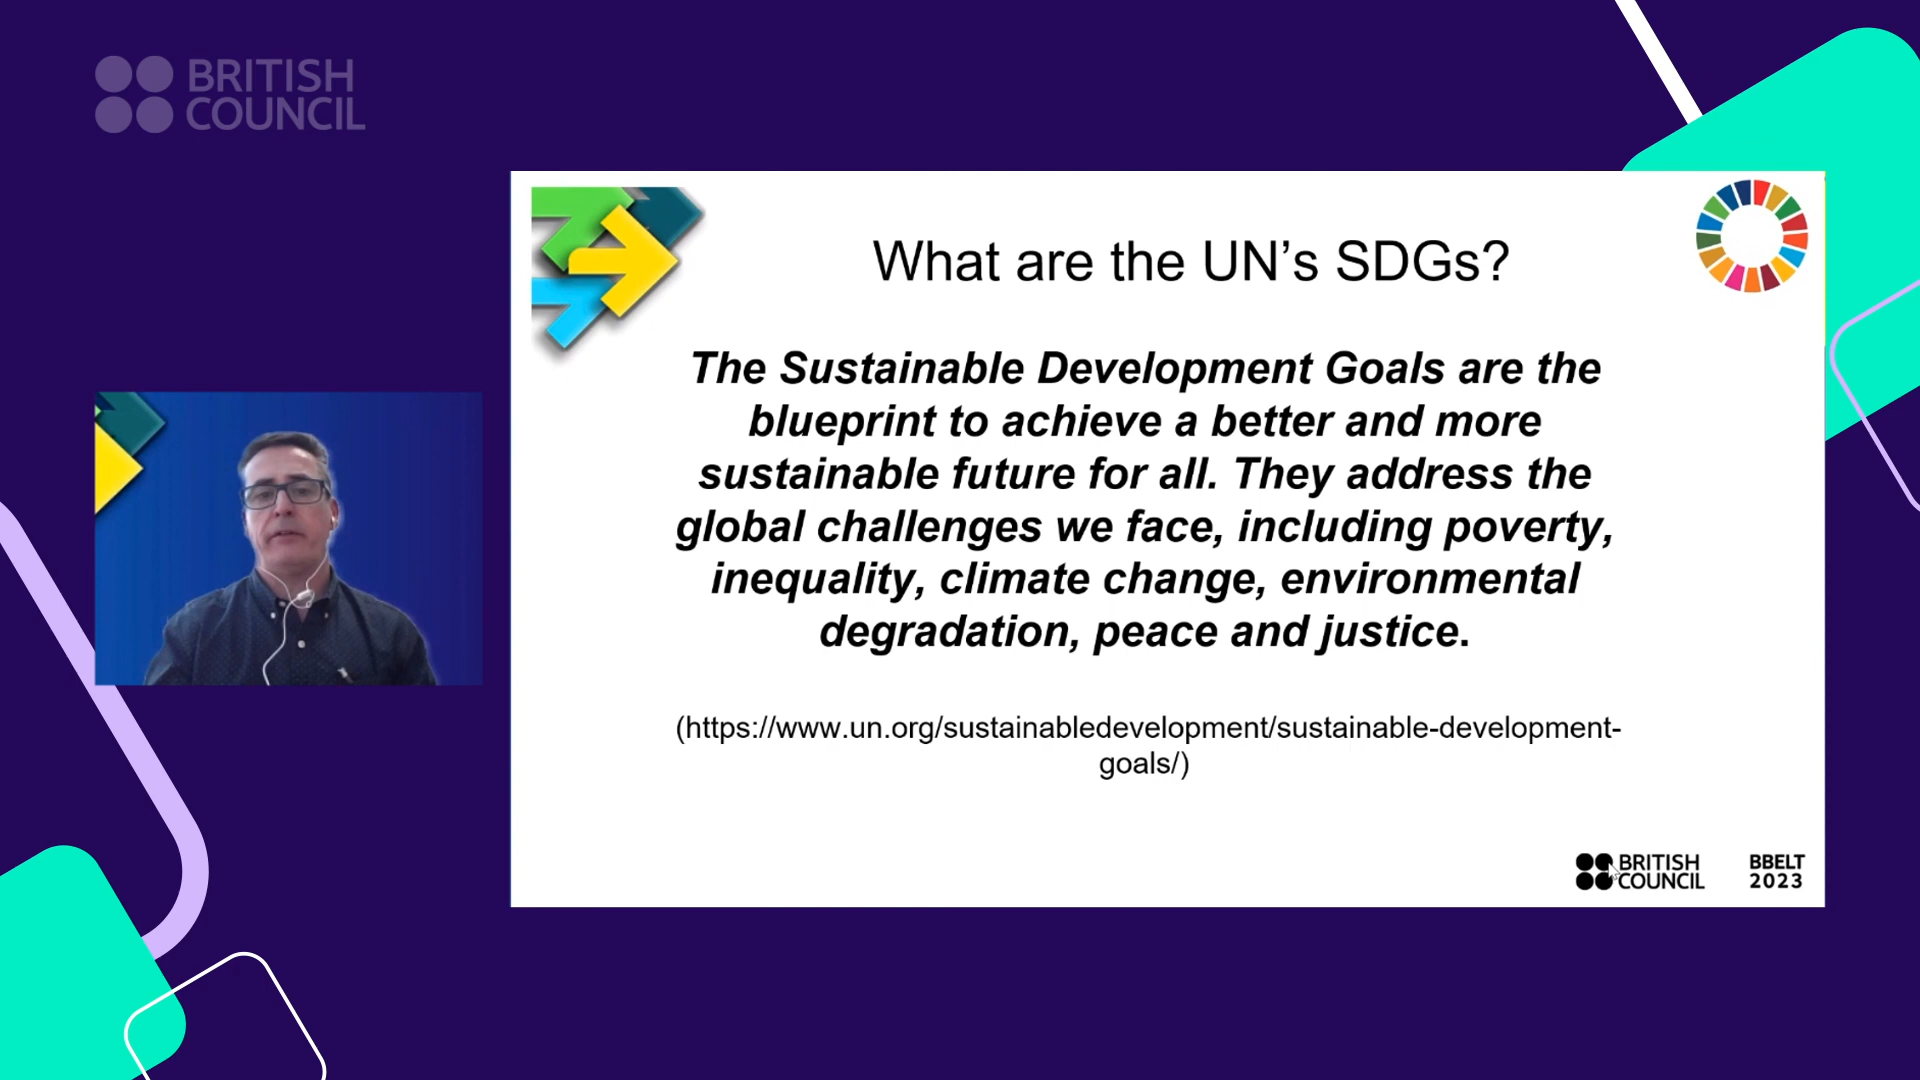 BRITISH
COUNCIL
What are the UN’s SDGs?
The Sustainable Development Goals are the
blueprint to achieve a better and more
sustainable future for all. They address the
global challenges we face, including poverty,
inequality, climate change, environmental
degradation, peace and justice.
(https://www.un.org/sustainabledevelopment/sustainable-development-
goals/)
BRITISH
COUNCIL
BBELT
2023